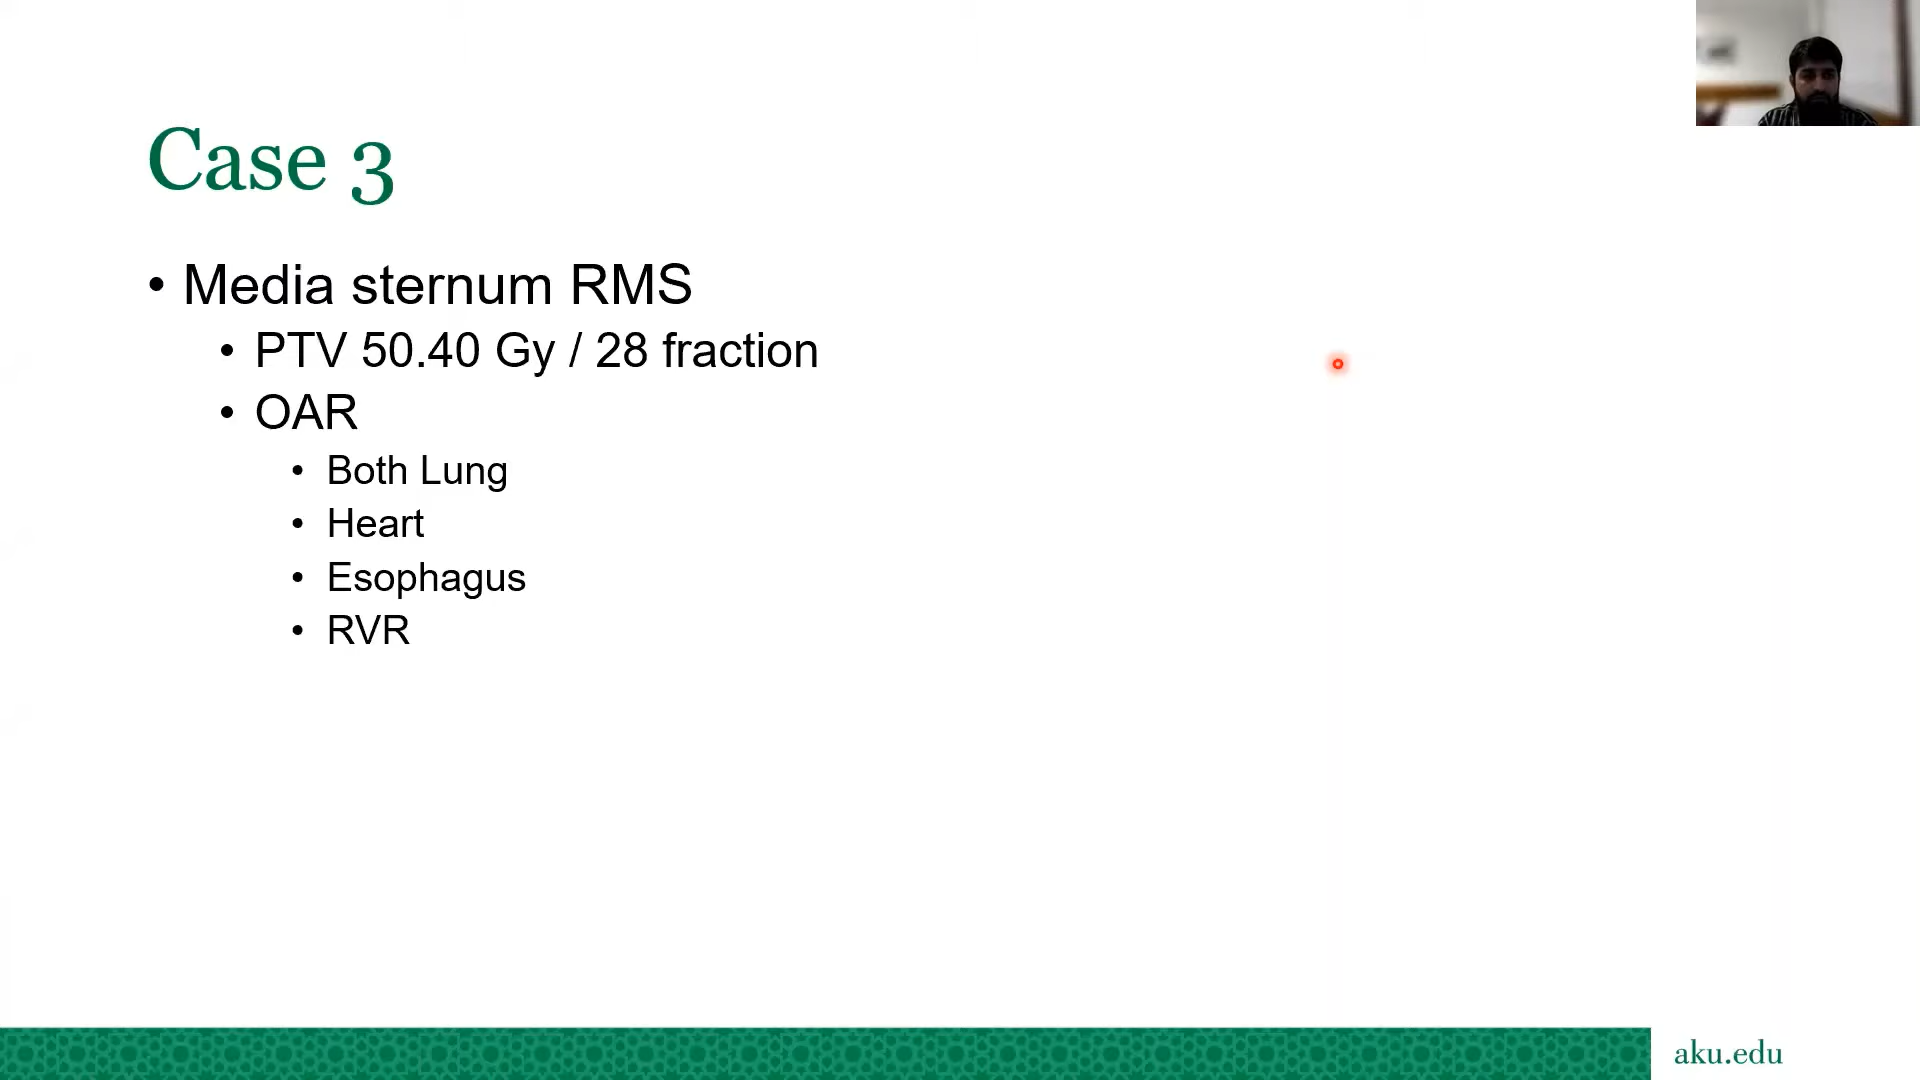 Case 3
• Media sternum RMS
• PTV 50.40 Gy / 28 fraction
• OAR
• Both Lung
• Heart
• Esophagus
• RVR
aku.edu